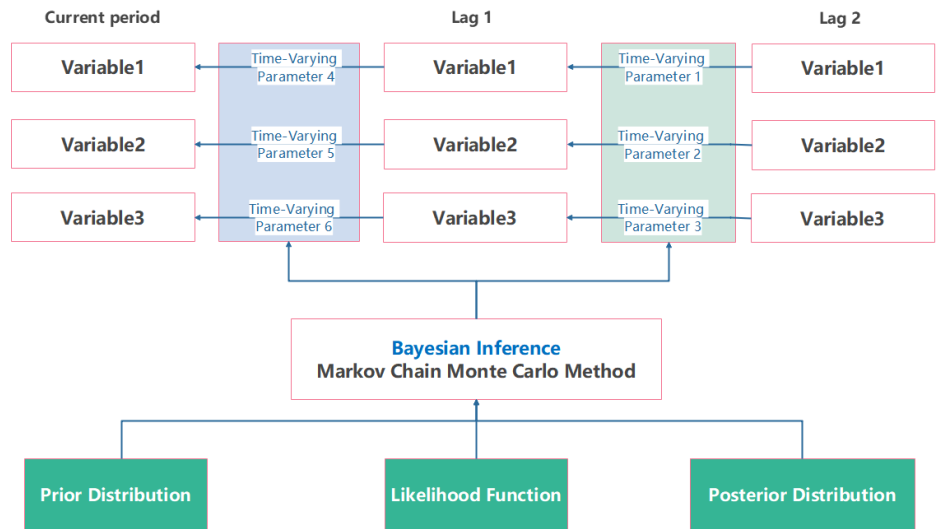 Current period
Lag 1
Lag 2
Variable1
Time-Varying
Parameter 4
Variable1
Time-Varying
Parameter 1
Variable1
Variable2
Time-Varying
Parameter 5
Variable2
Time-Varying
Parameter 2
Variable2
Variable3
Time-Varying
Parameter 6
Variable3
Time-Varying
Parameter 3
Variable3
Bayesian Inference
Markov Chain Monte Carlo Method
Prior Distribution
Likelihood Function
Posterior Distribution